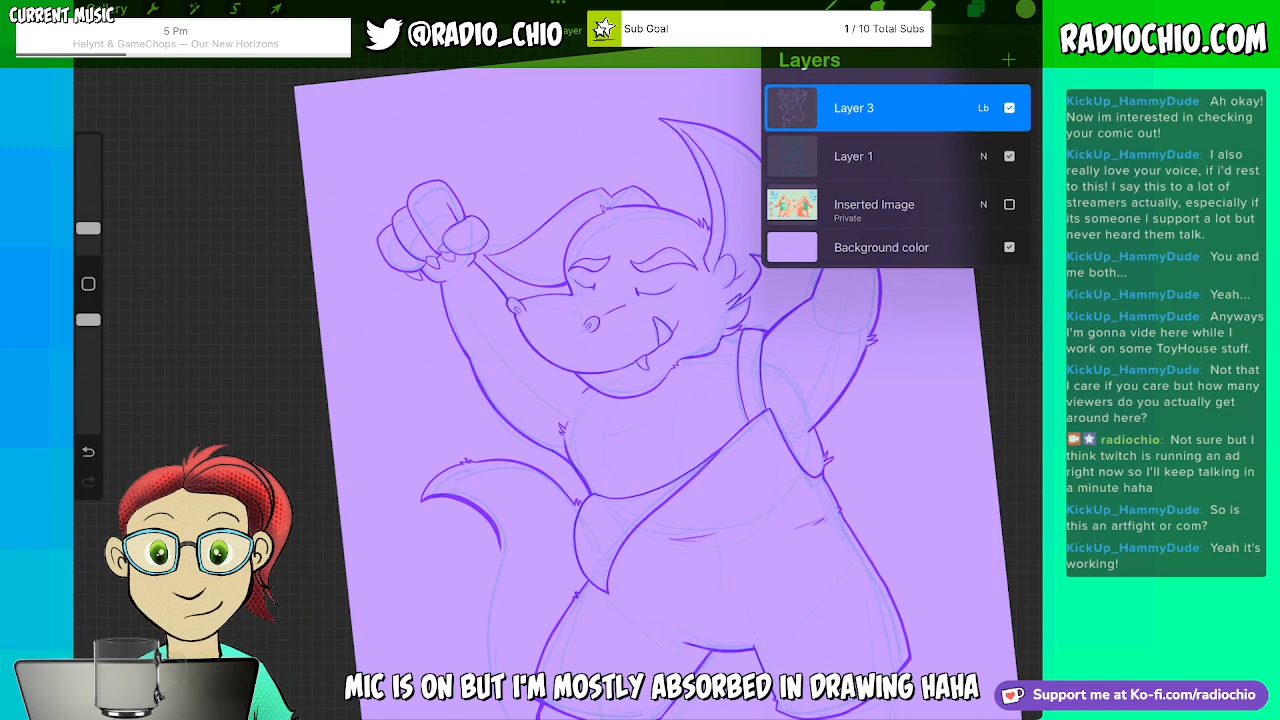 CURRENT MUSIC
5 Pm
Helynt & GameChops — Our New Horizons
@RADIO_CHIO
Sub Goal
1 / 10 Total Subs
RADIOCHIO.COM
Layers
Layer 3
Lb
Layer 1
N
Inserted Image
N
Private
Background color
KickUp_HammyDude: Ah okay!
Now im interested in checking
your comic out!
KickUp_HammyDude: I also
really love your voice, if i'd rest
to this! I say this to a lot of
streamers actually, especially if
its someone I support a lot but
never heard them talk.
KickUp_HammyDude: You and
me both...
KickUp_HammyDude: Yeah...
KickUp_HammyDude: Anyways
I'm gonna vide here while I
work on some ToyHouse stuff.
KickUp_HammyDude: Not that
I care if you care but how many
viewers do you actually get
around here?
radiochio: Not sure but I
think twitch is running an ad
right now so I'll keep talking in
a minute haha
KickUp_HammyDude: So is
this an artfight or com?
KickUp_HammyDude: Yeah it's
working!
MIC IS ON BUT I'M MOSTLY ABSORBED IN DRAWING HAHA
Support me at Ko-fi.com/radiochio